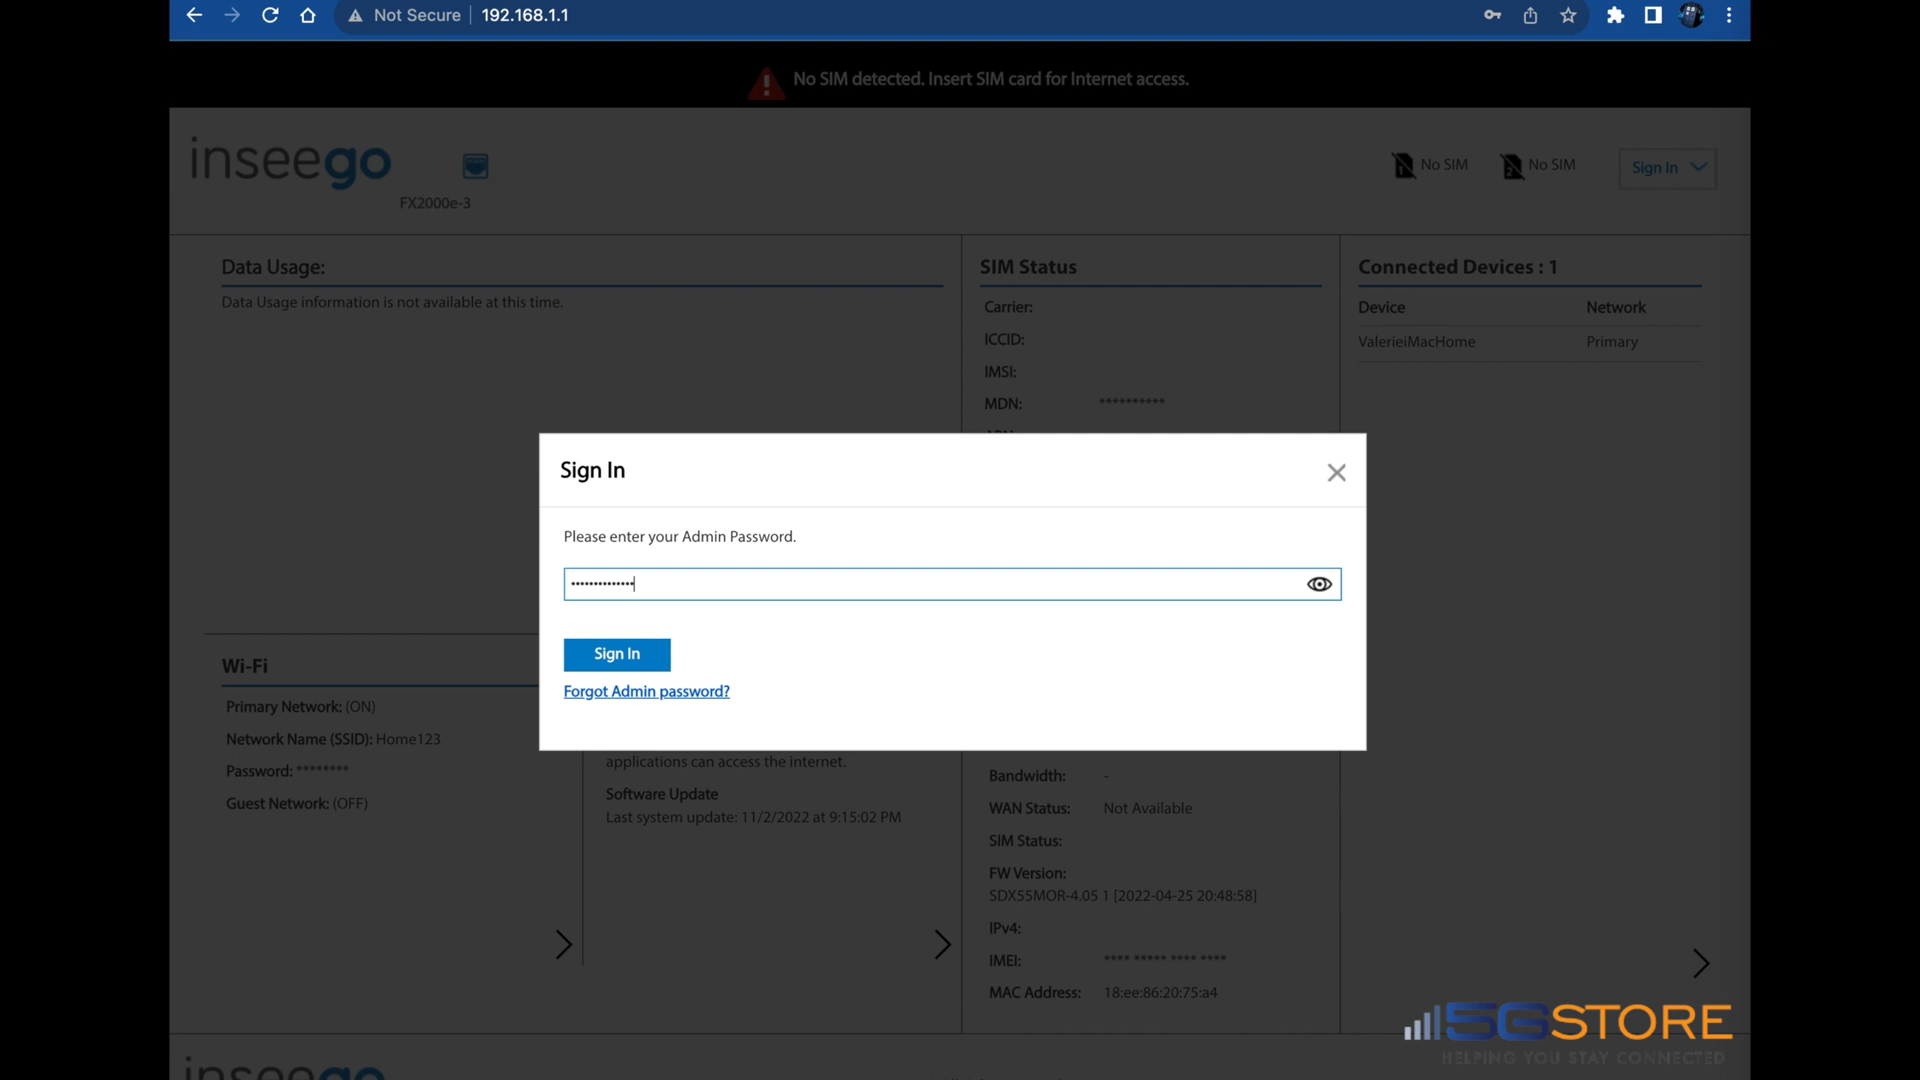 Not Secure | 192.168.1.1
No SIM detected. Insert SIM card for Internet access.
inseego
FX2000e-3
1 No SIM
2 No SIM
Sign In
Data Usage:
Data Usage information is not available at this time.
SIM Status
Carrier:
ICCID:
IMSI:
MDN: **********
Connected Devices : 1
Device Network
ValerieiMacHome Primary
Sign In
Please enter your Admin Password.
••••••••••••••
Sign In
Forgot Admin password?
Wi-Fi
Primary Network: (ON)
Network Name (SSID): Home123
Password: ********
Guest Network: (OFF)
applications can access the internet.
Software Update
Last system update: 11/2/2022 at 9:15:02 PM
Bandwidth: -
WAN Status: Not Available
SIM Status:
FW Version:
SDX55MOR-4.05 1 [2022-04-25 20:48:58]
IPv4:
IMEI: **** ***** **** ****
MAC Address: 18:ee:86:20:75:a4
5GSTORE
HELPING YOU STAY CONNECTED
inseego